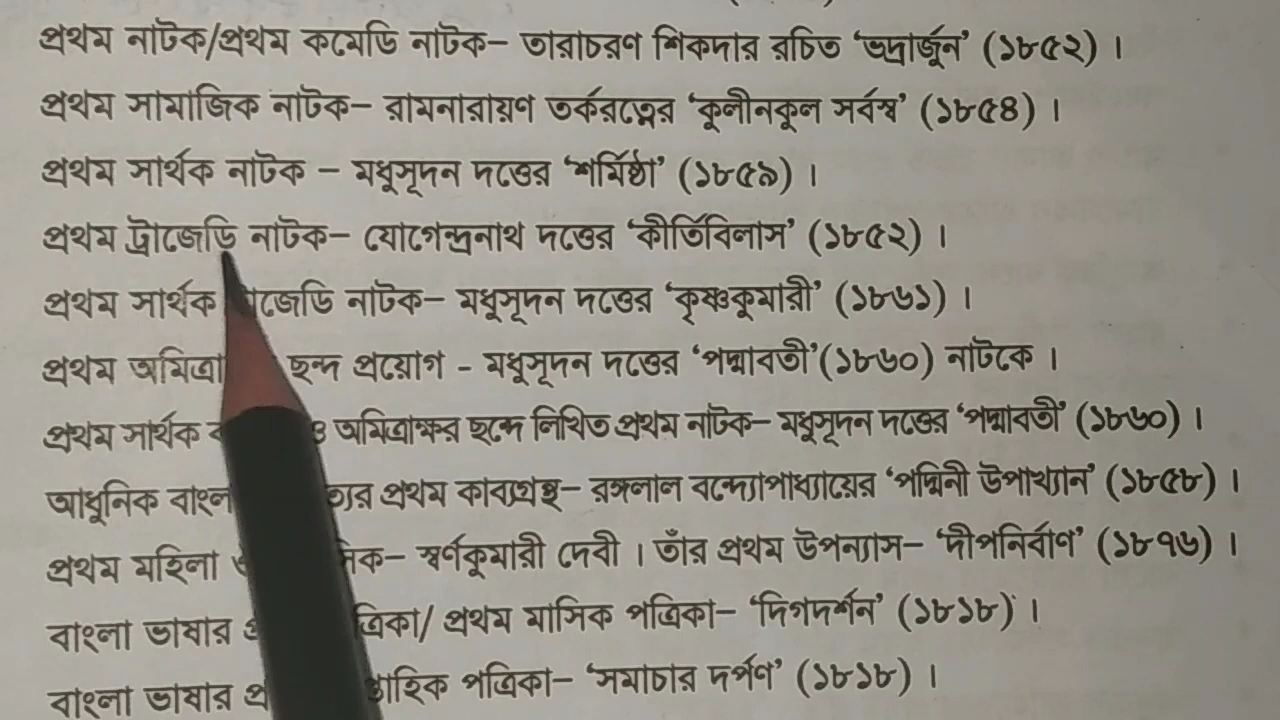 প্রথম নাটক/প্রথম কমেডি নাটক– তারাচরণ শিকদার রচিত ‘ভদ্রার্জুন’ (১৮৫২) ।
প্রথম সামাজিক নাটক– রামনারায়ণ তর্করত্নের ‘কুলীনকুল সর্বস্ব’ (১৮৫৪) ।
প্রথম সার্থক নাটক – মধুসূদন দত্তের ‘শর্মিষ্ঠা’ (১৮৫৯) ।
প্রথম ট্রাজেডি নাটক– যোগেন্দ্রনাথ দত্তের ‘কীর্তিবিলাস’ (১৮৫২) ।
প্রথম সার্থক জেডি নাটক– মধুসূদন দত্তের ‘কৃষ্ণকুমারী’ (১৮৬১) ।
প্রথম অমিত্রা ছন্দ প্রয়োগ - মধুসূদন দত্তের ‘পদ্মাবতী’(১৮৬০) নাটকে ।
প্রথম সার্থক ও অমিত্রাক্ষর ছন্দে লিখিত প্রথম নাটক– মধুসূদন দত্তের ‘পদ্মাবতী’ (১৮৬০) ।
আধুনিক বাংলা ত্যের প্রথম কাব্যগ্রন্থ– রঙ্গলাল বন্দ্যোপাধ্যায়ের ‘পদ্মিনী উপাখ্যান’ (১৮৫৮) ।
প্রথম মহিলা সিক– স্বর্ণকুমারী দেবী । তাঁর প্রথম উপন্যাস– ‘দীপনির্বাণ’ (১৮৭৬) ।
বাংলা ভাষার ত্রিকা/ প্রথম মাসিক পত্রিকা– ‘দিগদর্শন’ (১৮১৮) ।
বাংলা ভাষার প্র প্তাহিক পত্রিকা– ‘সমাচার দর্পণ’ (১৮১৮) ।